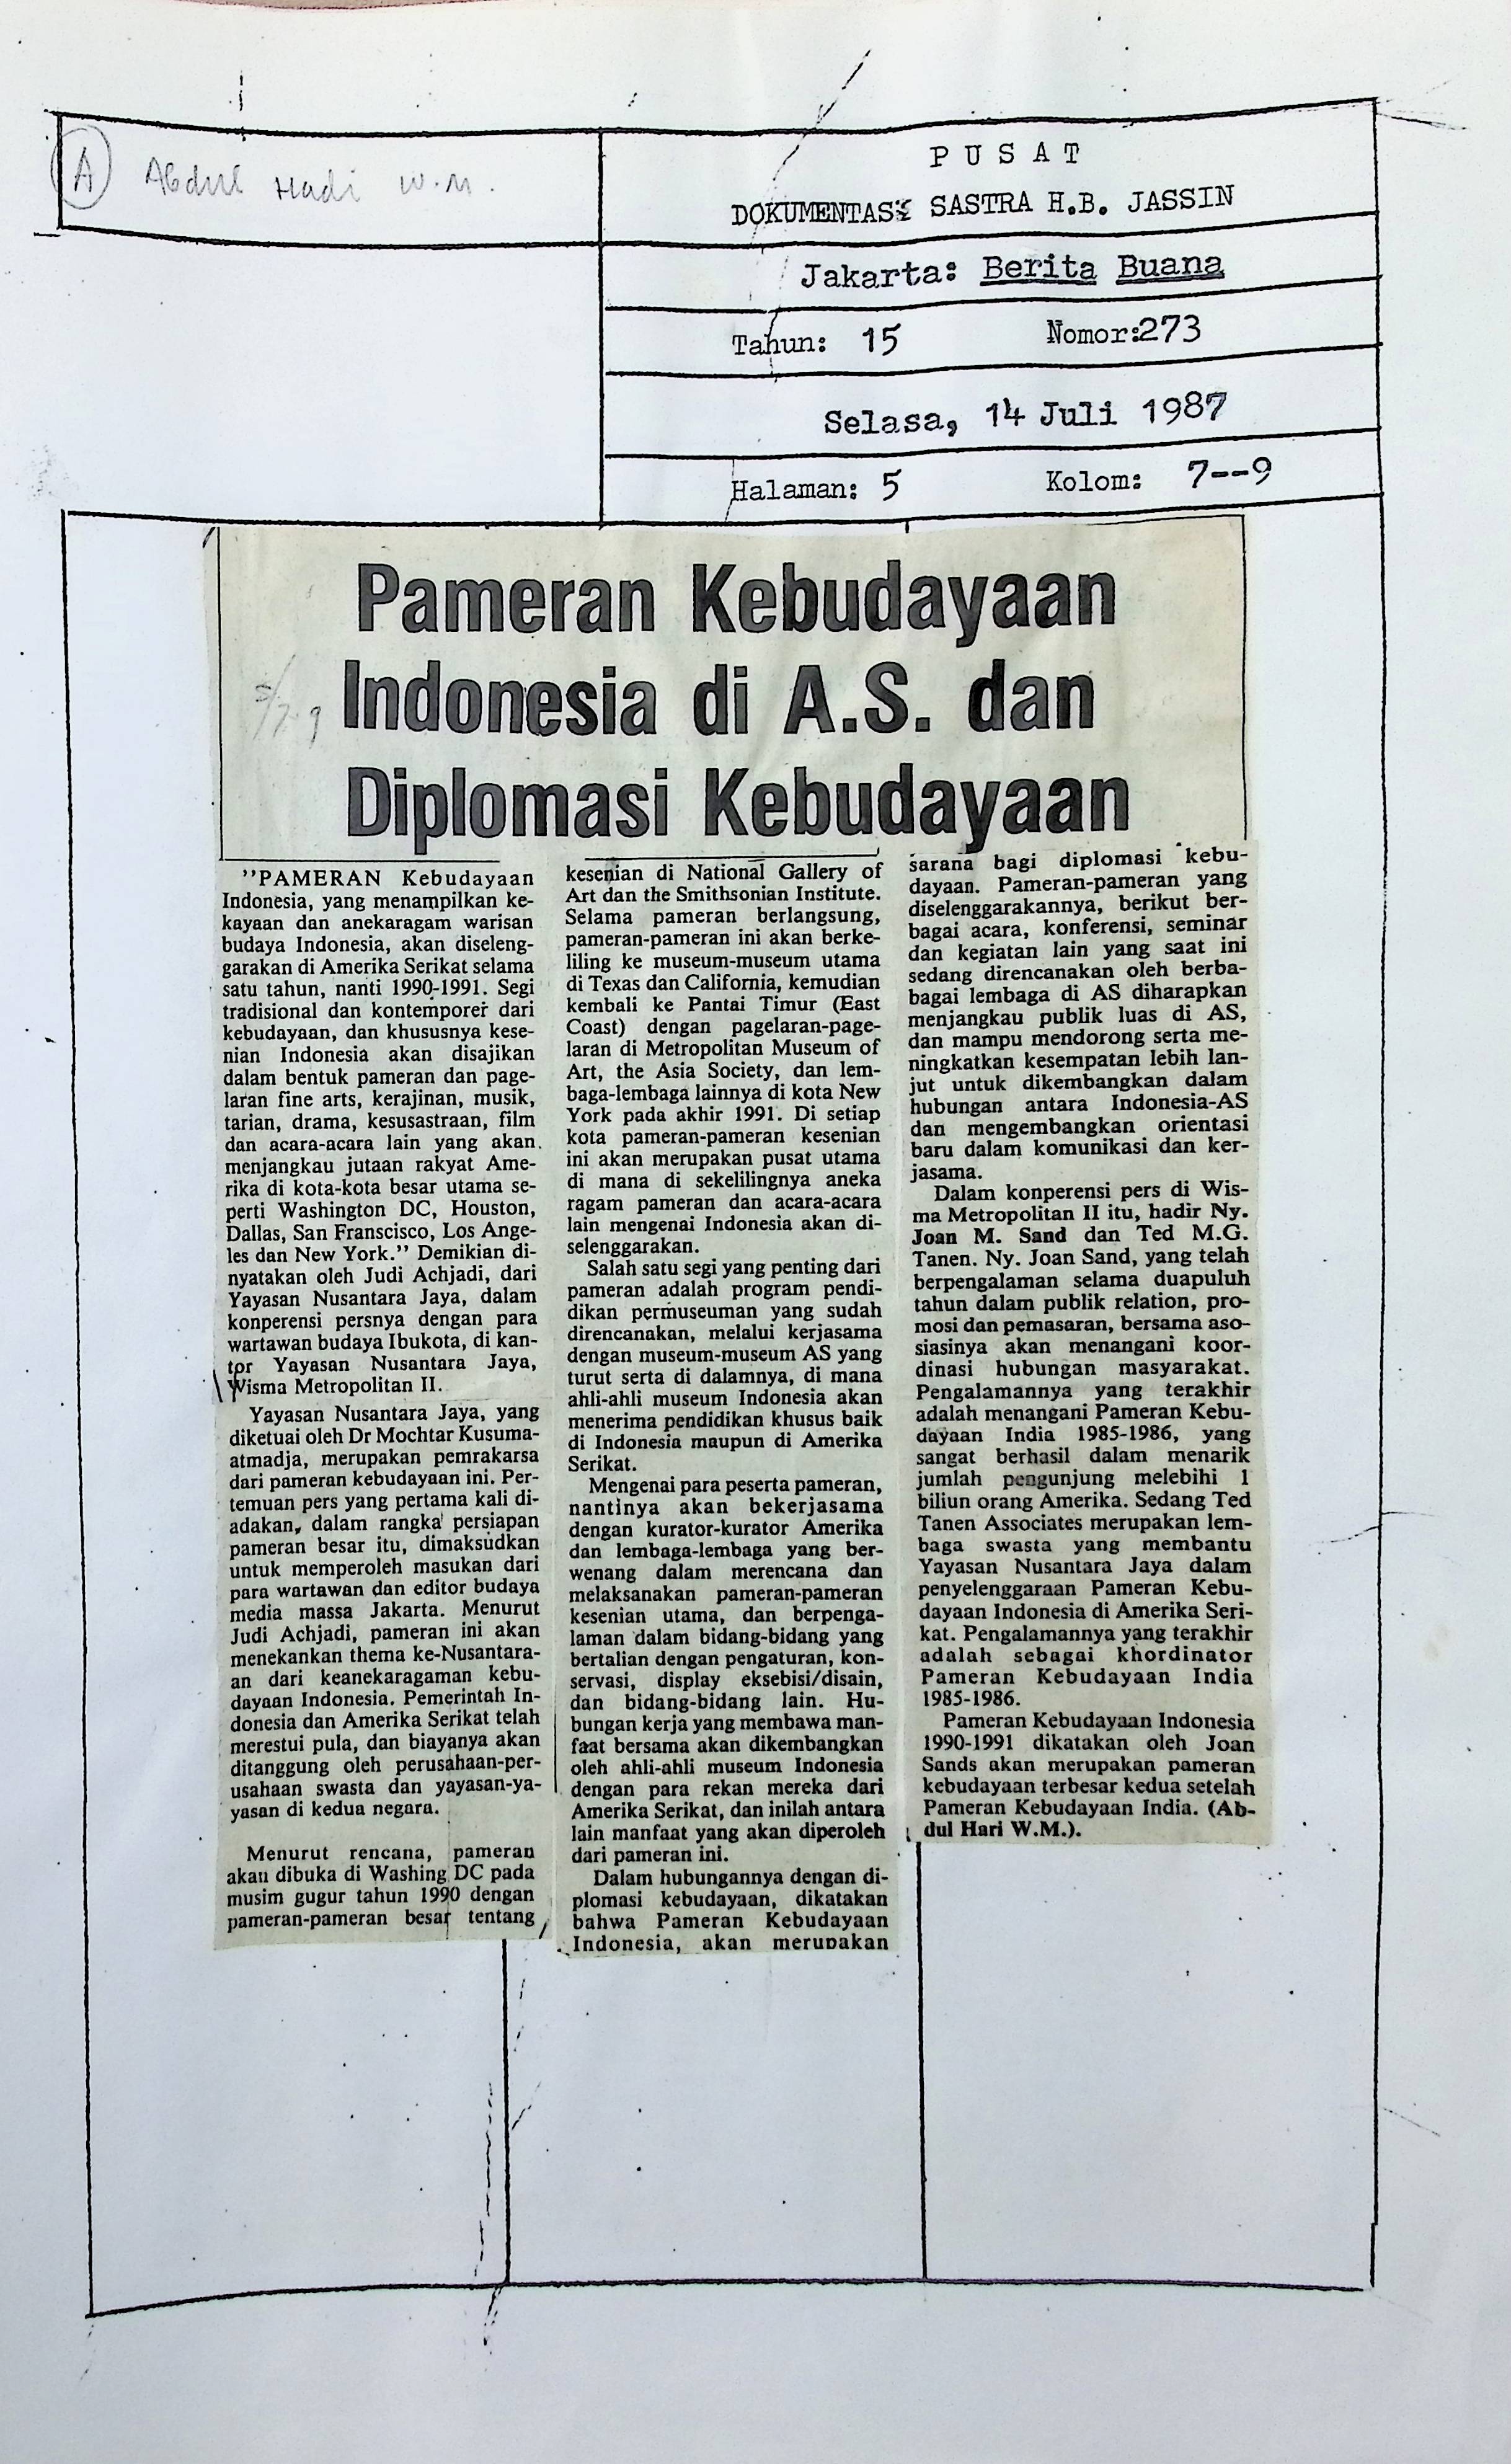 A Abdul Hadi W.M.
PUSAT
DOKUMENTASI SASTRA H.B. JASSIN
Jakarta: Berita Buana
Tahun: 15 Nomor:273
Selasa, 14 Juli 1987
Halaman: 5 Kolom: 7--9
Pameran Kebudayaan
Indonesia di A.S. dan
Diplomasi Kebudayaan
''PAMERAN Kebudayaan
Indonesia, yang menampilkan ke-
kayaan dan anekaragam warisan
budaya Indonesia, akan diseleng-
garakan di Amerika Serikat selama
satu tahun, nanti 1990-1991. Segi
tradisional dan kontemporer dari
kebudayaan, dan khususnya kese-
nian Indonesia akan disajikan
dalam bentuk pameran dan page-
laran fine arts, kerajinan, musik,
tarian, drama, kesusastraan, film
dan acara-acara lain yang akan
menjangkau jutaan rakyat Ame-
rika di kota-kota besar utama se-
perti Washington DC, Houston,
Dallas, San Franscisco, Los Ange-
les dan New York.'' Demikian di-
nyatakan oleh Judi Achjadi, dari
Yayasan Nusantara Jaya, dalam
konperensi persnya dengan para
wartawan budaya Ibukota, di kan-
tor Yayasan Nusantara Jaya,
Wisma Metropolitan II.
Yayasan Nusantara Jaya, yang
diketuai oleh Dr Mochtar Kusuma-
atmadja, merupakan pemrakarsa
dari pameran kebudayaan ini. Per-
temuan pers yang pertama kali di-
adakan, dalam rangka persiapan
pameran besar itu, dimaksudkan
untuk memperoleh masukan dari
para wartawan dan editor budaya
media massa Jakarta. Menurut
Judi Achjadi, pameran ini akan
menekankan thema ke-Nusantara-
an dari keanekaragaman kebu-
dayaan Indonesia. Pemerintah In-
donesia dan Amerika Serikat telah
merestui pula, dan biayanya akan
ditanggung oleh perusahaan-per-
usahaan swasta dan yayasan-ya-
yasan di kedua negara.
Menurut rencana, pameran
akan dibuka di Washing DC pada
musim gugur tahun 1990 dengan
pameran-pameran besar tentang
kesenian di National Gallery of
Art dan the Smithsonian Institute.
Selama pameran berlangsung,
pameran-pameran ini akan berke-
liling ke museum-museum utama
di Texas dan California, kemudian
kembali ke Pantai Timur (East
Coast) dengan pagelaran-page-
laran di Metropolitan Museum of
Art, the Asia Society, dan lem-
baga-lembaga lainnya di kota New
York pada akhir 1991. Di setiap
kota pameran-pameran kesenian
ini akan merupakan pusat utama
di mana di sekelilingnya aneka
ragam pameran dan acara-acara
lain mengenai Indonesia akan di-
selenggarakan.
Salah satu segi yang penting dari
pameran adalah program pendi-
dikan permuseuman yang sudah
direncanakan, melalui kerjasama
dengan museum-museum AS yang
turut serta di dalamnya, di mana
ahli-ahli museum Indonesia akan
menerima pendidikan khusus baik
di Indonesia maupun di Amerika
Serikat.
Mengenai para peserta pameran,
nantinya akan bekerjasama
dengan kurator-kurator Amerika
dan lembaga-lembaga yang ber-
wenang dalam merencana dan
melaksanakan pameran-pameran
kesenian utama, dan berpenga-
laman dalam bidang-bidang yang
bertalian dengan pengaturan, kon-
servasi, display eksebisi/disain,
dan bidang-bidang lain. Hu-
bungan kerja yang membawa man-
faat bersama akan dikembangkan
oleh ahli-ahli museum Indonesia
dengan para rekan mereka dari
Amerika Serikat, dan inilah antara
lain manfaat yang akan diperoleh
dari pameran ini.
Dalam hubungannya dengan di-
plomasi kebudayaan, dikatakan
bahwa Pameran Kebudayaan
Indonesia, akan merupakan
sarana bagi diplomasi kebu-
dayaan. Pameran-pameran yang
diselenggarakannya, berikut ber-
bagai acara, konferensi, seminar
dan kegiatan lain yang saat ini
sedang direncanakan oleh berba-
bagai lembaga di AS diharapkan
menjangkau publik luas di AS,
dan mampu mendorong serta me-
ningkatkan kesempatan lebih lan-
jut untuk dikembangkan dalam
hubungan antara Indonesia-AS
dan mengembangkan orientasi
baru dalam komunikasi dan ker-
jasama.
Dalam konperensi pers di Wis-
ma Metropolitan II itu, hadir Ny.
Joan M. Sand dan Ted M.G.
Tanen. Ny. Joan Sand, yang telah
berpengalaman selama duapuluh
tahun dalam publik relation, pro-
mosi dan pemasaran, bersama aso-
siasinya akan menangani koor-
dinasi hubungan masyarakat.
Pengalamannya yang terakhir
adalah menangani Pameran Kebu-
dayaan India 1985-1986, yang
sangat berhasil dalam menarik
jumlah pengunjung melebihi 1
biliun orang Amerika. Sedang Ted
Tanen Associates merupakan lem-
baga swasta yang membantu
Yayasan Nusantara Jaya dalam
penyelenggaraan Pameran Kebu-
dayaan Indonesia di Amerika Seri-
kat. Pengalamannya yang terakhir
adalah sebagai khordinator
Pameran Kebudayaan India
1985-1986.
Pameran Kebudayaan Indonesia
1990-1991 dikatakan oleh Joan
Sands akan merupakan pameran
kebudayaan terbesar kedua setelah
Pameran Kebudayaan India. (Ab-
dul Hari W.M.).